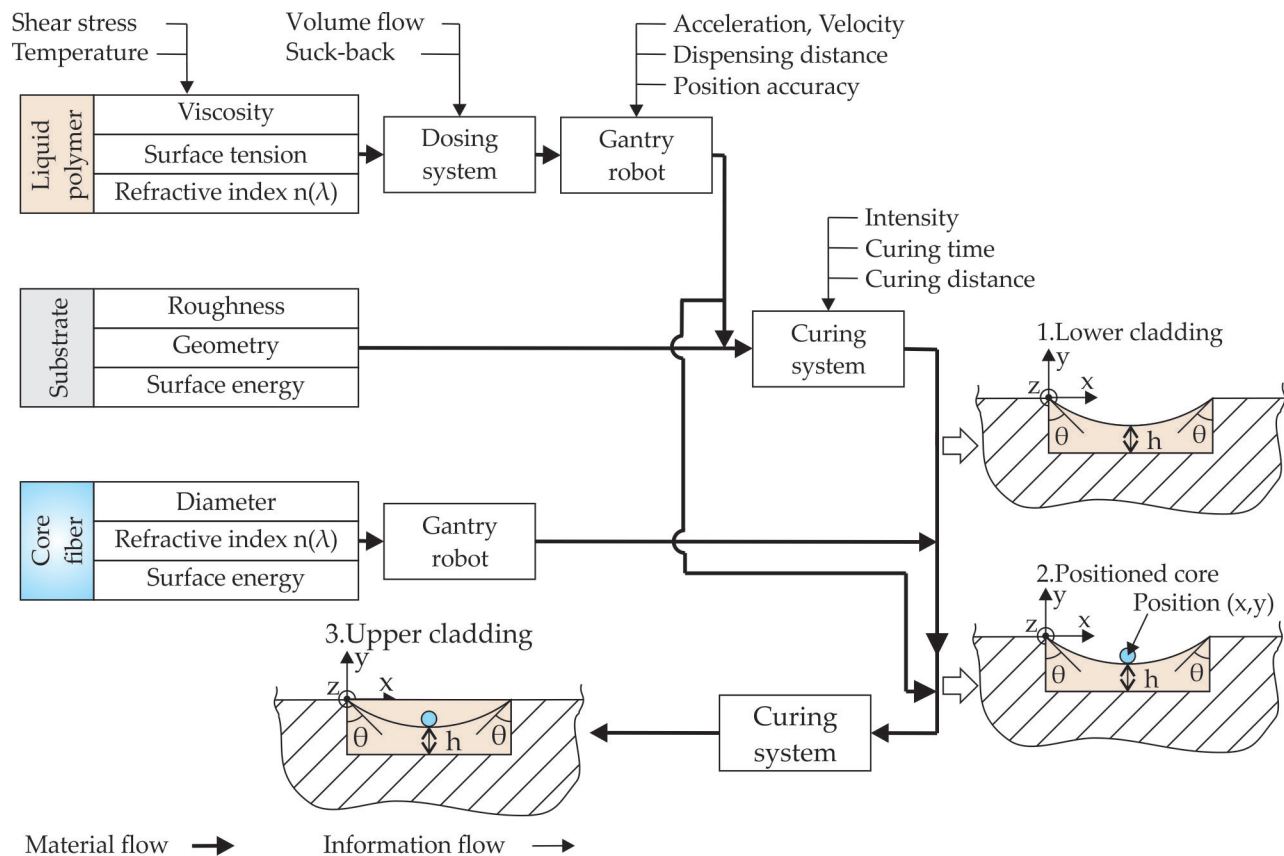 Shear stress
Temperature
Volume flow
Suck-back
Acceleration, Velocity
Dispensing distance
Position accuracy
Liquid
polymer
Viscosity
Surface tension
Refractive index n(λ)
Dosing
system
Gantry
robot
Intensity
Curing time
Curing distance
Substrate
Roughness
Geometry
Surface energy
Curing
system
1.Lower cladding
y
z
x
θ
h
θ
Core
fiber
Diameter
Refractive index n(λ)
Surface energy
Gantry
robot
2.Positioned core
Position (x,y)
y
z
x
θ
h
θ
3.Upper cladding
y
z
x
θ
h
θ
Curing
system
Material flow
Information flow